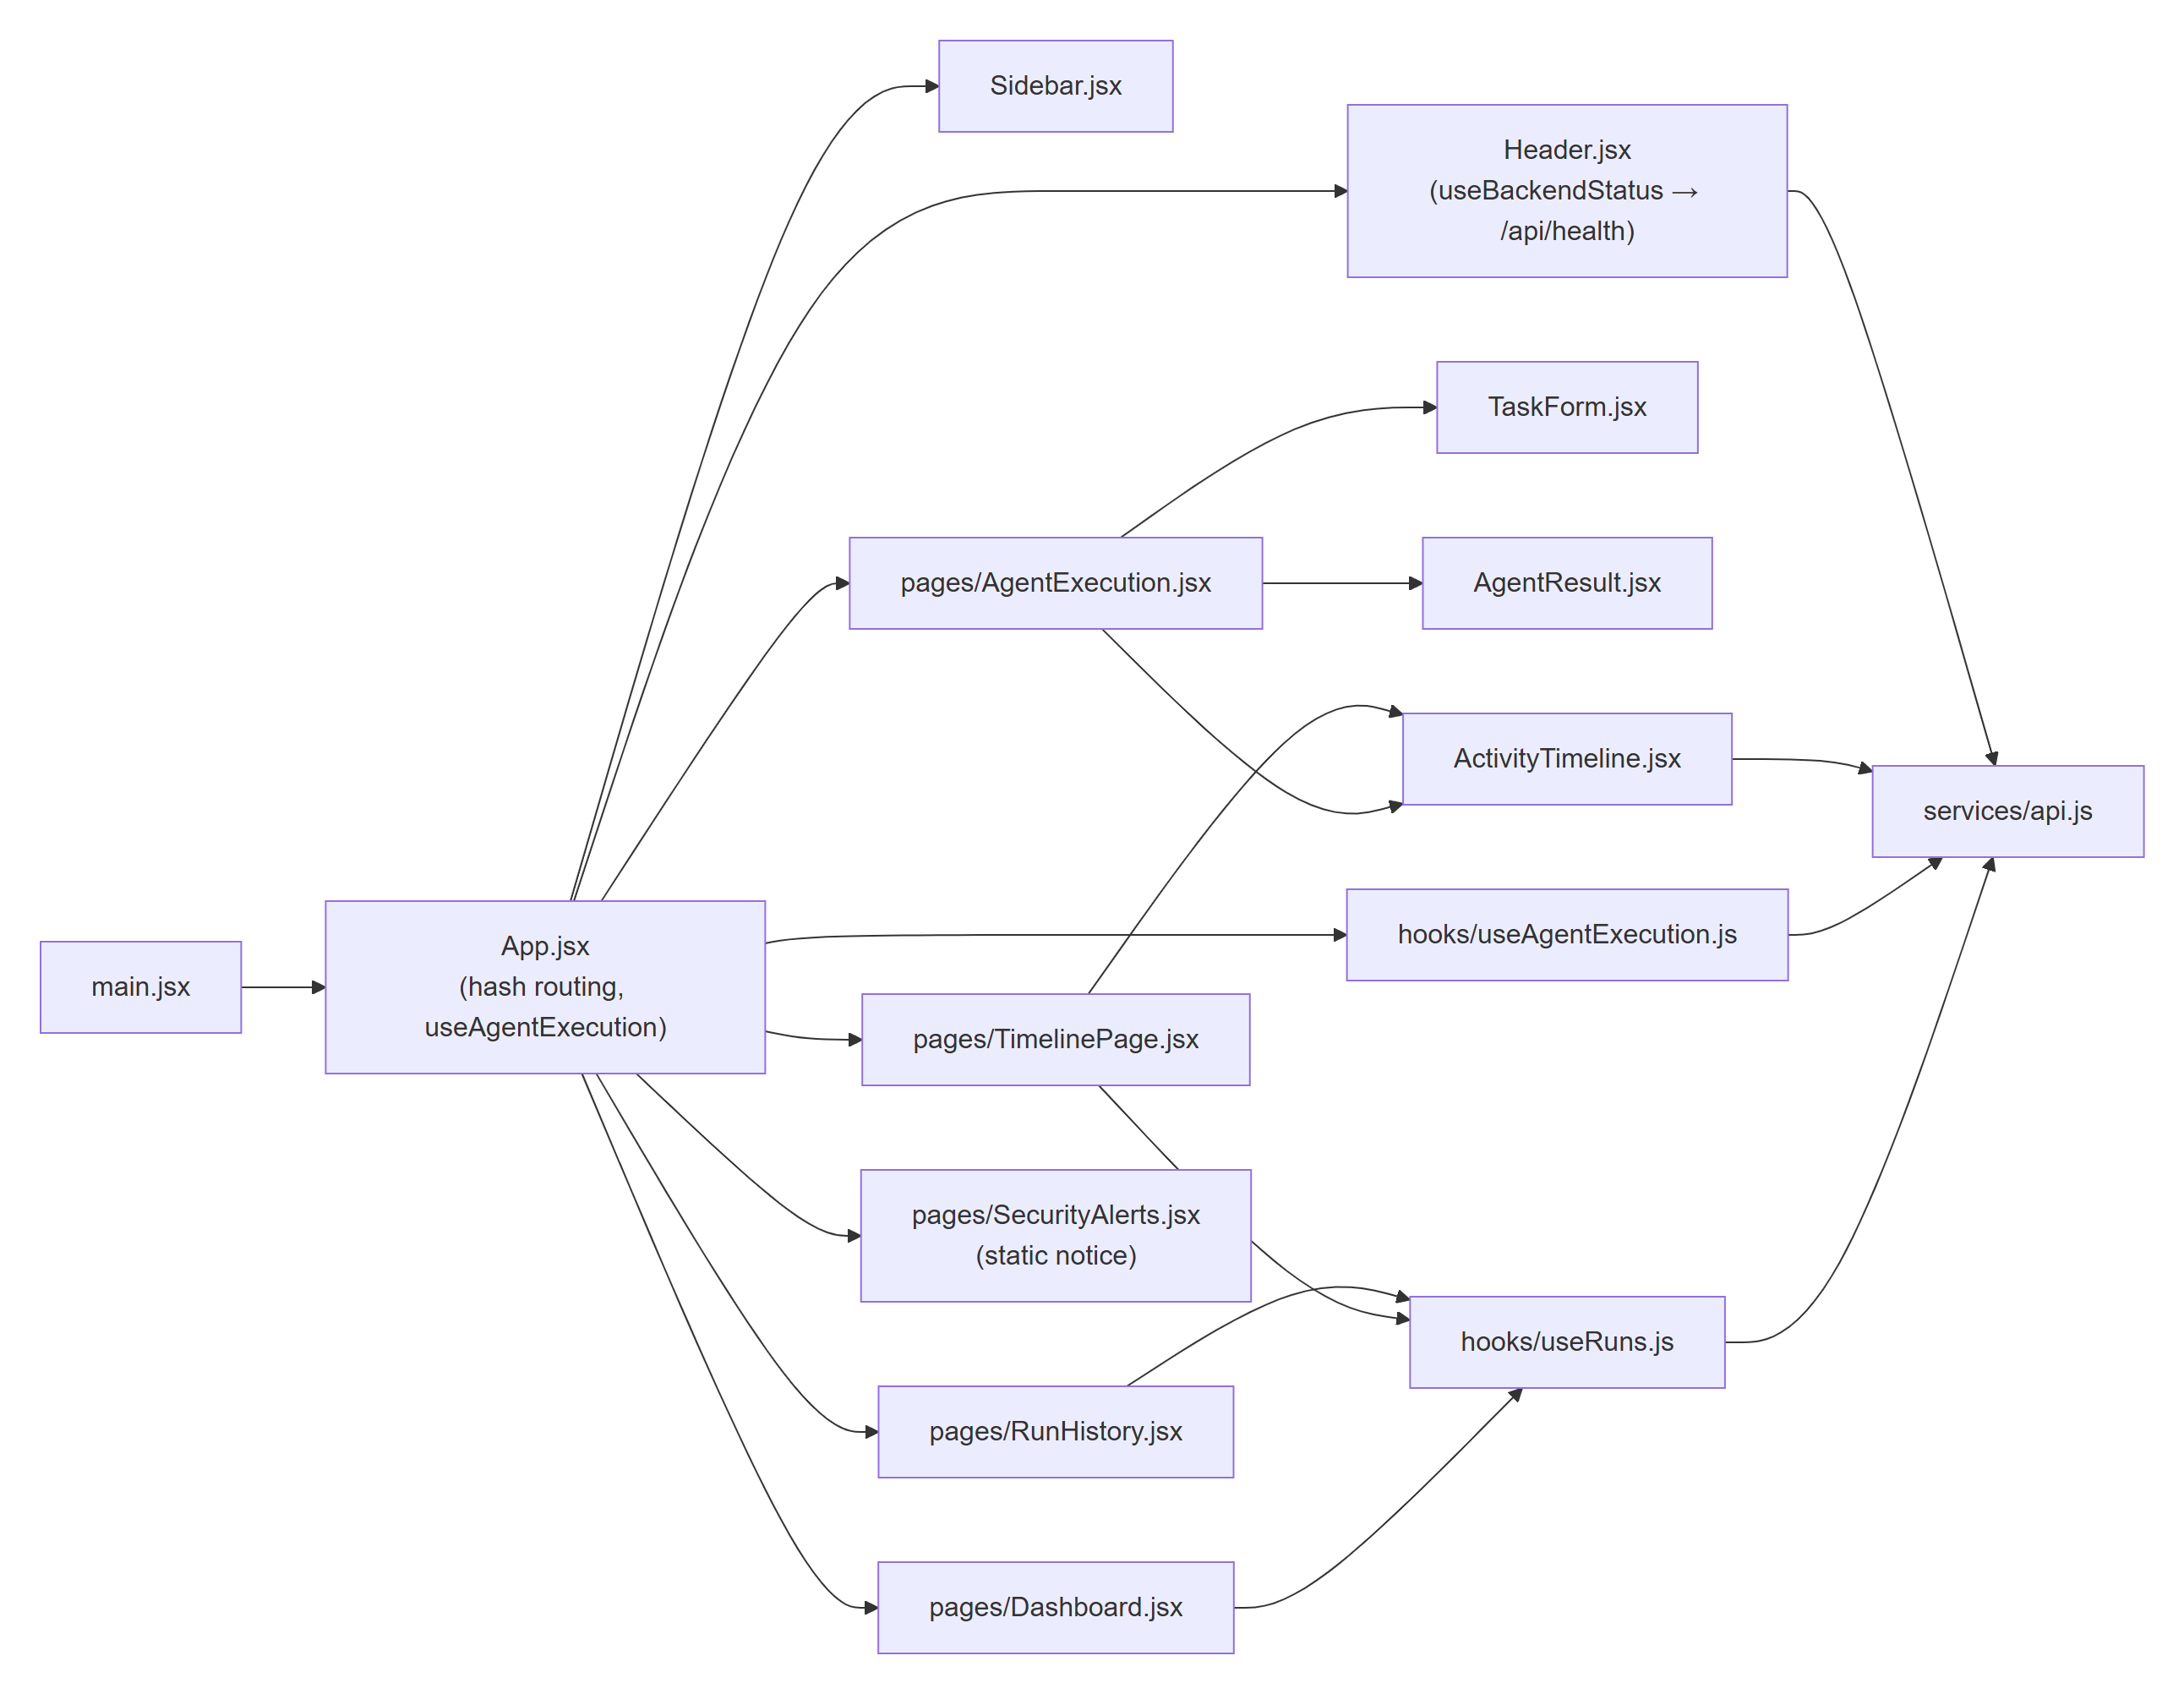 Sidebar.jsx
Header.jsx
(useBackendStatus →
/api/health)
TaskForm.jsx
pages/AgentExecution.jsx
AgentResult.jsx
ActivityTimeline.jsx
services/api.js
hooks/useAgentExecution.js
main.jsx
App.jsx
(hash routing,
useAgentExecution)
pages/TimelinePage.jsx
pages/SecurityAlerts.jsx
(static notice)
hooks/useRuns.js
pages/RunHistory.jsx
pages/Dashboard.jsx